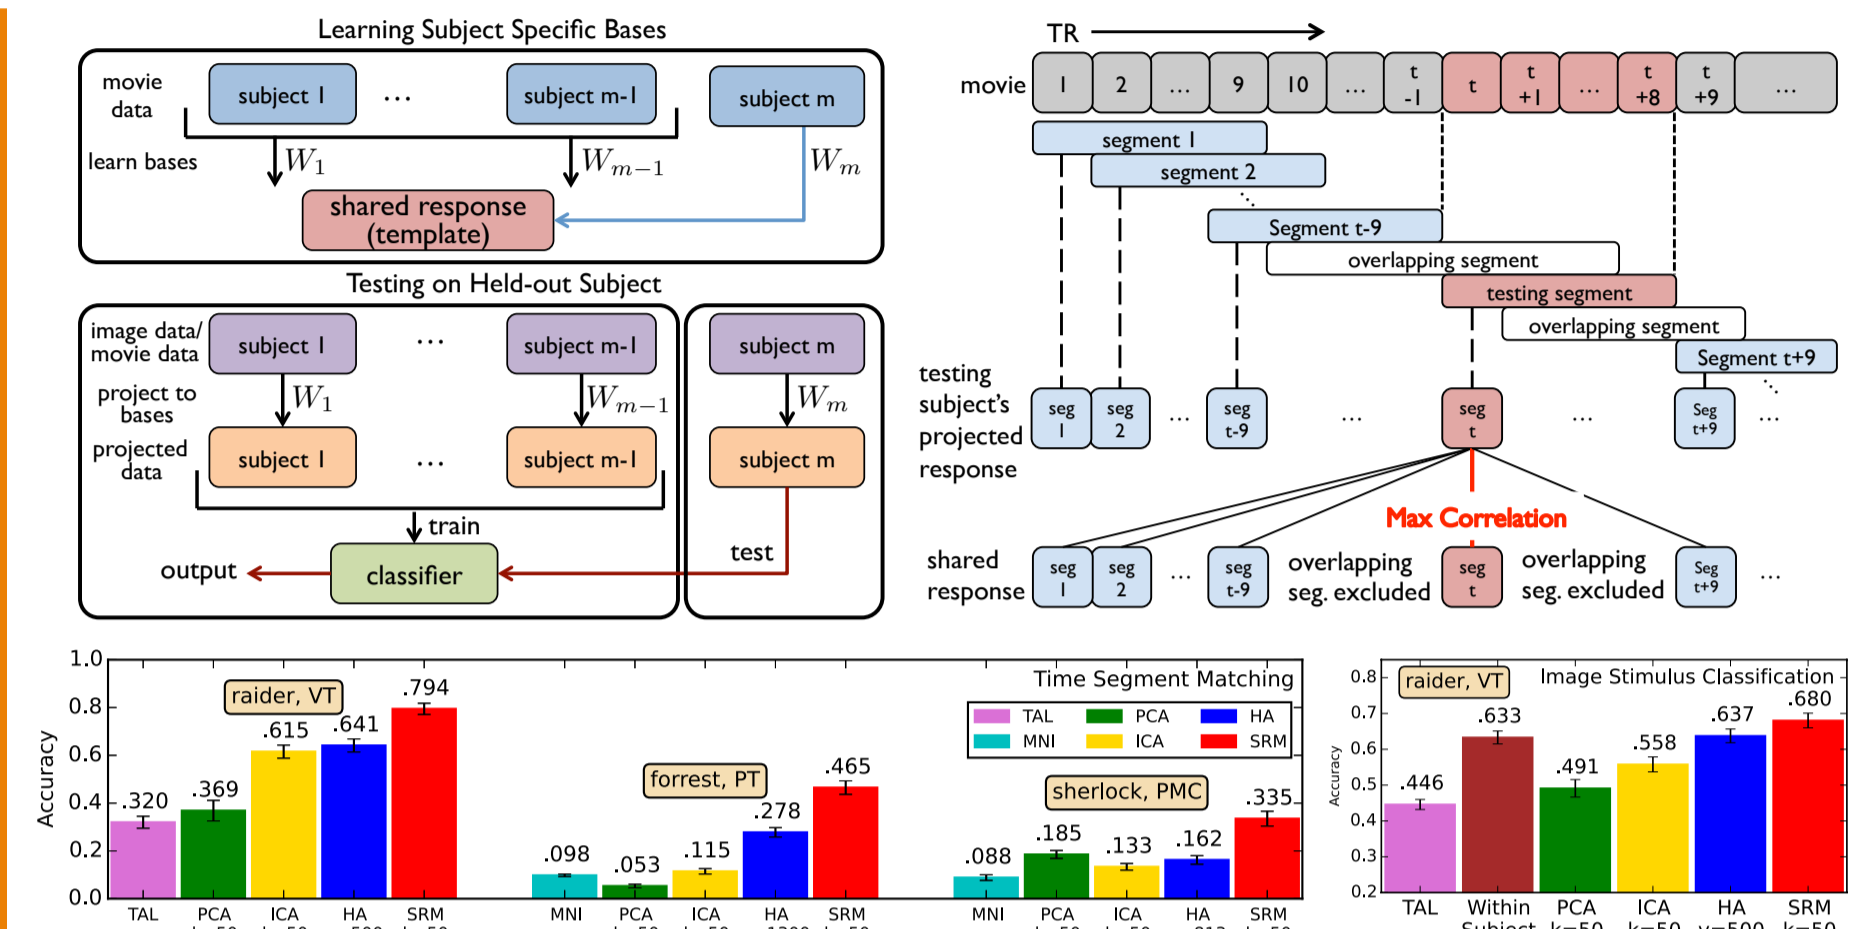 Learning Subject Specific Bases
movie
data
subject 1
...
subject m-1
subject m
learn bases
W1
Wm−1
Wm
shared response
(template)
Testing on Held-out Subject
image data/
movie data
subject 1
...
subject m-1
subject m
project to
bases
W1
Wm−1
Wm
projected
data
subject 1
...
subject m-1
subject m
train
test
output
classifier
TR
movie
1
2
...
9
10
...
t
-1
t
t
+1
...
t
+8
t
+9
...
segment 1
segment 2
Segment t-9
overlapping segment
testing segment
overlapping segment
Segment t+9
testing
subject's
projected
response
seg
1
seg
2
...
seg
t-9
...
seg
t
...
Seg
t+9
...
Max Correlation
shared
response
seg
1
seg
2
...
seg
t-9
overlapping
seg. excluded
seg
t
overlapping
seg. excluded
Seg
t+9
...
Accuracy
1.0
0.8
0.6
0.4
0.2
0.0
raider, VT
.320
.369
.615
.641
.794
TAL
PCA
ICA
HA
SRM
forrest, PT
.098
.053
.115
.278
.465
MNI
PCA
ICA
HA
SRM
Time Segment Matching
TAL
PCA
HA
MNI
ICA
SRM
sherlock, PMC
.088
.185
.133
.162
.335
MNI
PCA
ICA
HA
SRM
Accuracy
0.8
0.7
0.6
0.5
0.4
0.3
0.2
raider, VT
Image Stimulus Classification
.446
.633
.491
.558
.637
.680
TAL
Within
Subject
PCA
k=50
ICA
k=50
HA
v=500
SRM
k=50